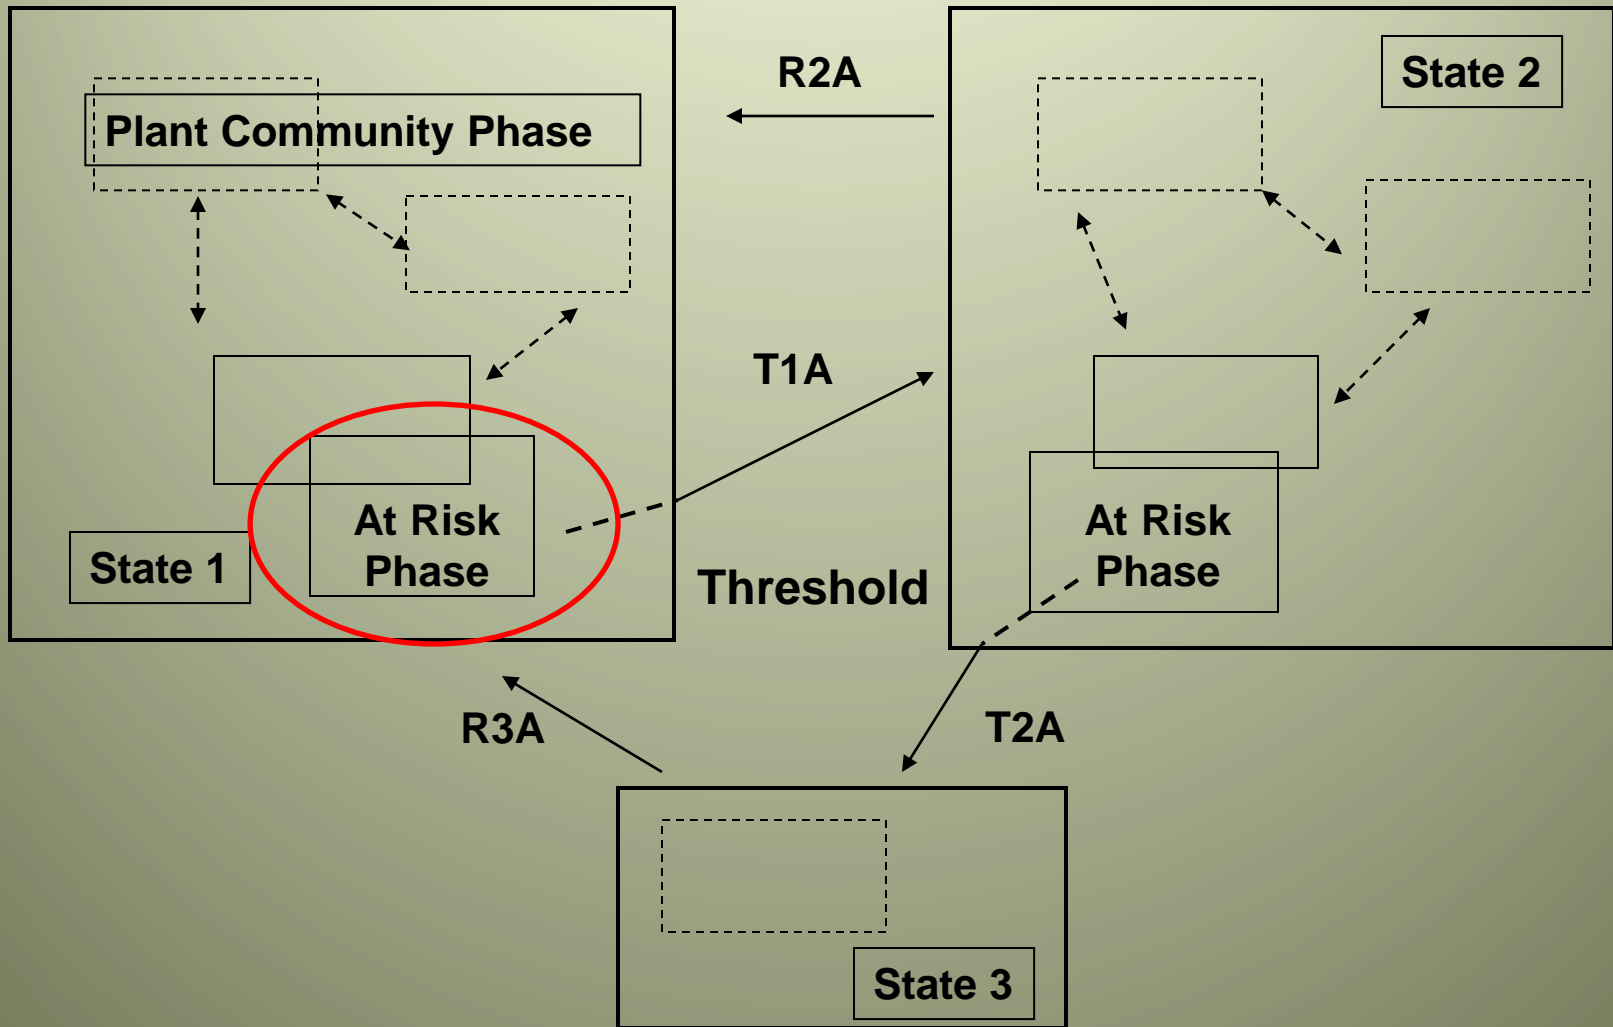 R2A
State 2
Plant Community Phase
T1A
At Risk
Phase
State 1
Threshold
At Risk
Phase
R3A
T2A
State 3